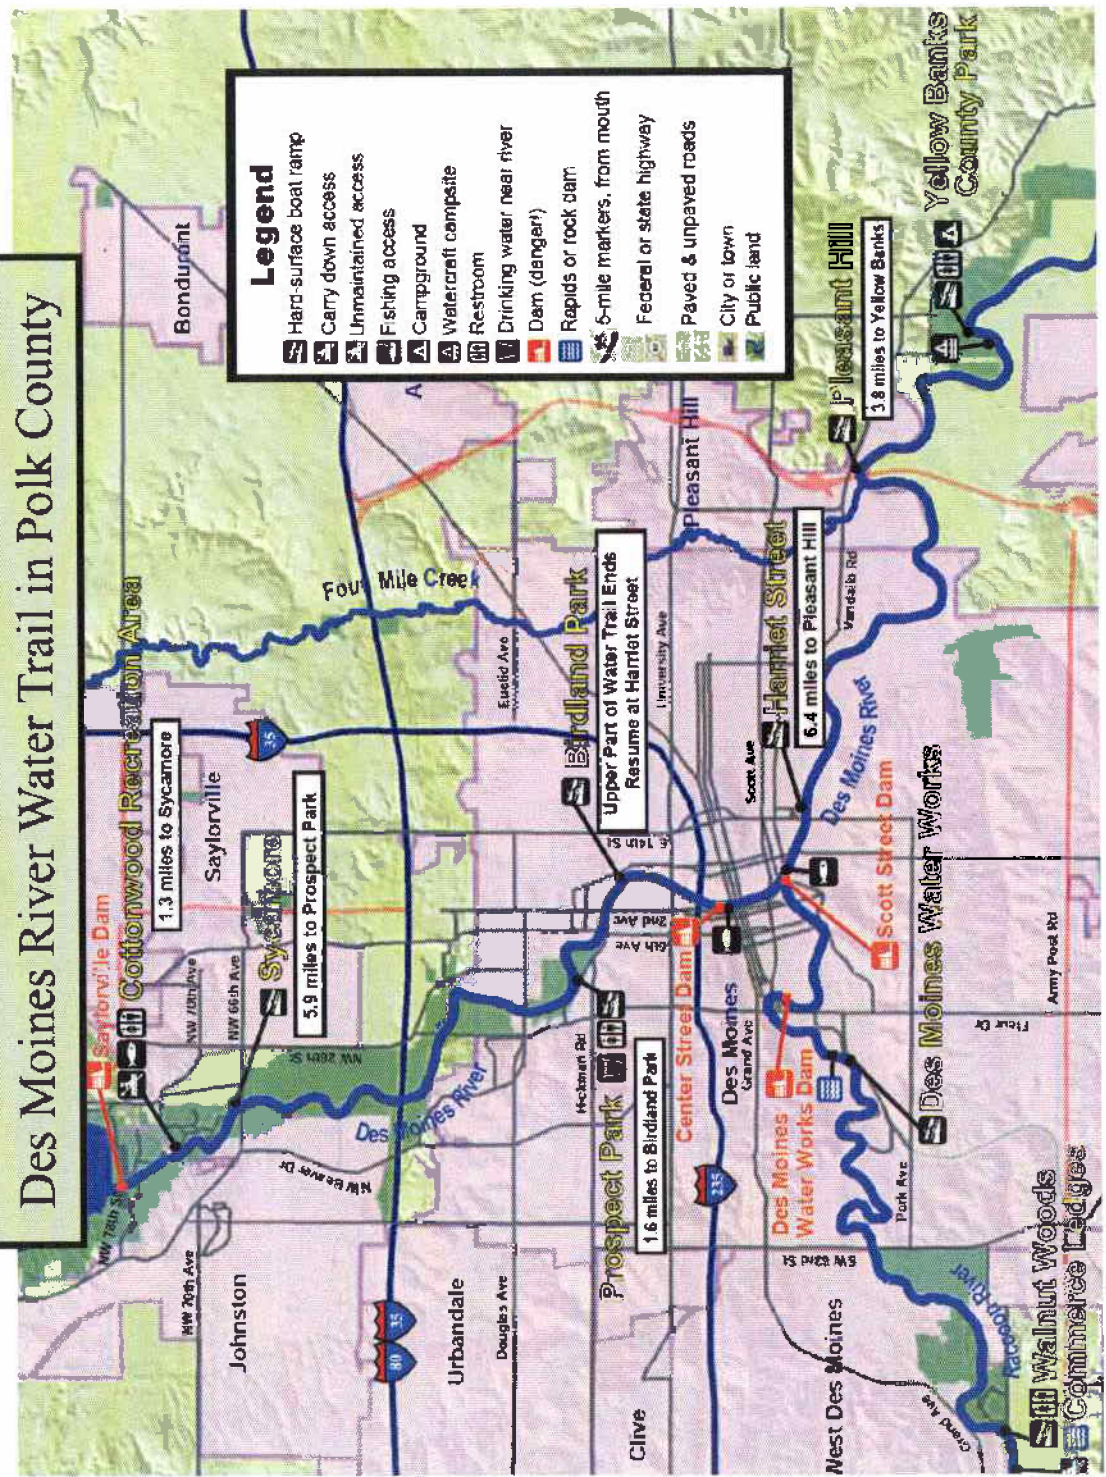 Des Moines River Water Trail in Polk County
Legend
Hard-surface boat ramp
Carry down access
Unmaintained access
Fishing access
Campground
Watercraft campsite
Restroom
Drinking water near river
Dam (danger!)
Rapids or rock dam
5-mile markers, from mouth
Federal or state highway
Paved & unpaved roads
City or town
Public land
Bondurant
Saylorville Dam
Cottonwood Recreation Area
1.3 miles to Sycamore
Saylorville
Sycamore
5.9 miles to Prospect Park
NW 78th St
NW 70th Ave
NW 70th Ave
NW 66th Ave
NW 26th St
NW Beaver Dr
Johnston
35
80
35
Four Mile Creek
A
Des Moines River
Urbandale
Douglas Ave
Euclid Ave
Birdland Park
Upper Part of Water Trail Ends
Resume at Harriet Street
Hickman Rd
Prospect Park
1.6 miles to Birdland Park
Clive
E 14th St
2nd Ave
6th Ave
University Ave
Pleasant Hill
Center Street Dam
235
Des Moines
Grand Ave
Scott Ave
Harriet Street
6.4 miles to Pleasant Hill
Vandalia Rd
Pleasant Hill
3.8 miles to Yellow Banks
Yellow Banks
County Park
Des Moines River
Scott Street Dam
Des Moines
Water Works Dam
Des Moines Water Works
SW 63rd St
Park Ave
Fleur Dr
Army Post Rd
West Des Moines
Grand Ave
Raccoon River
Walnut Woods
Commerce Ledges